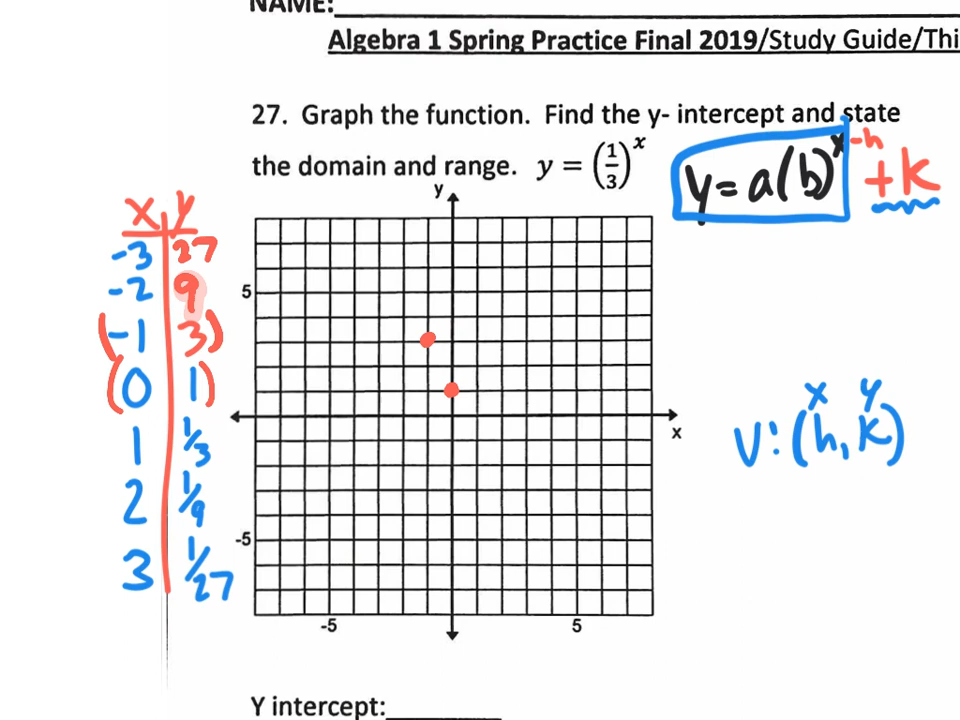 NAME:
Algebra 1 Spring Practice Final 2019/Study Guide/Thi
27. Graph the function. Find the y- intercept and state
the domain and range. y = (1/3)^x
y = a(b)^x-h + k
y
x y
-3 27
-2 9
(-1 3)
(0 1)
1 1/3
2 1/9
3 1/27
5
x
-5
-5 5
x y
V: (h, k)
Y intercept: